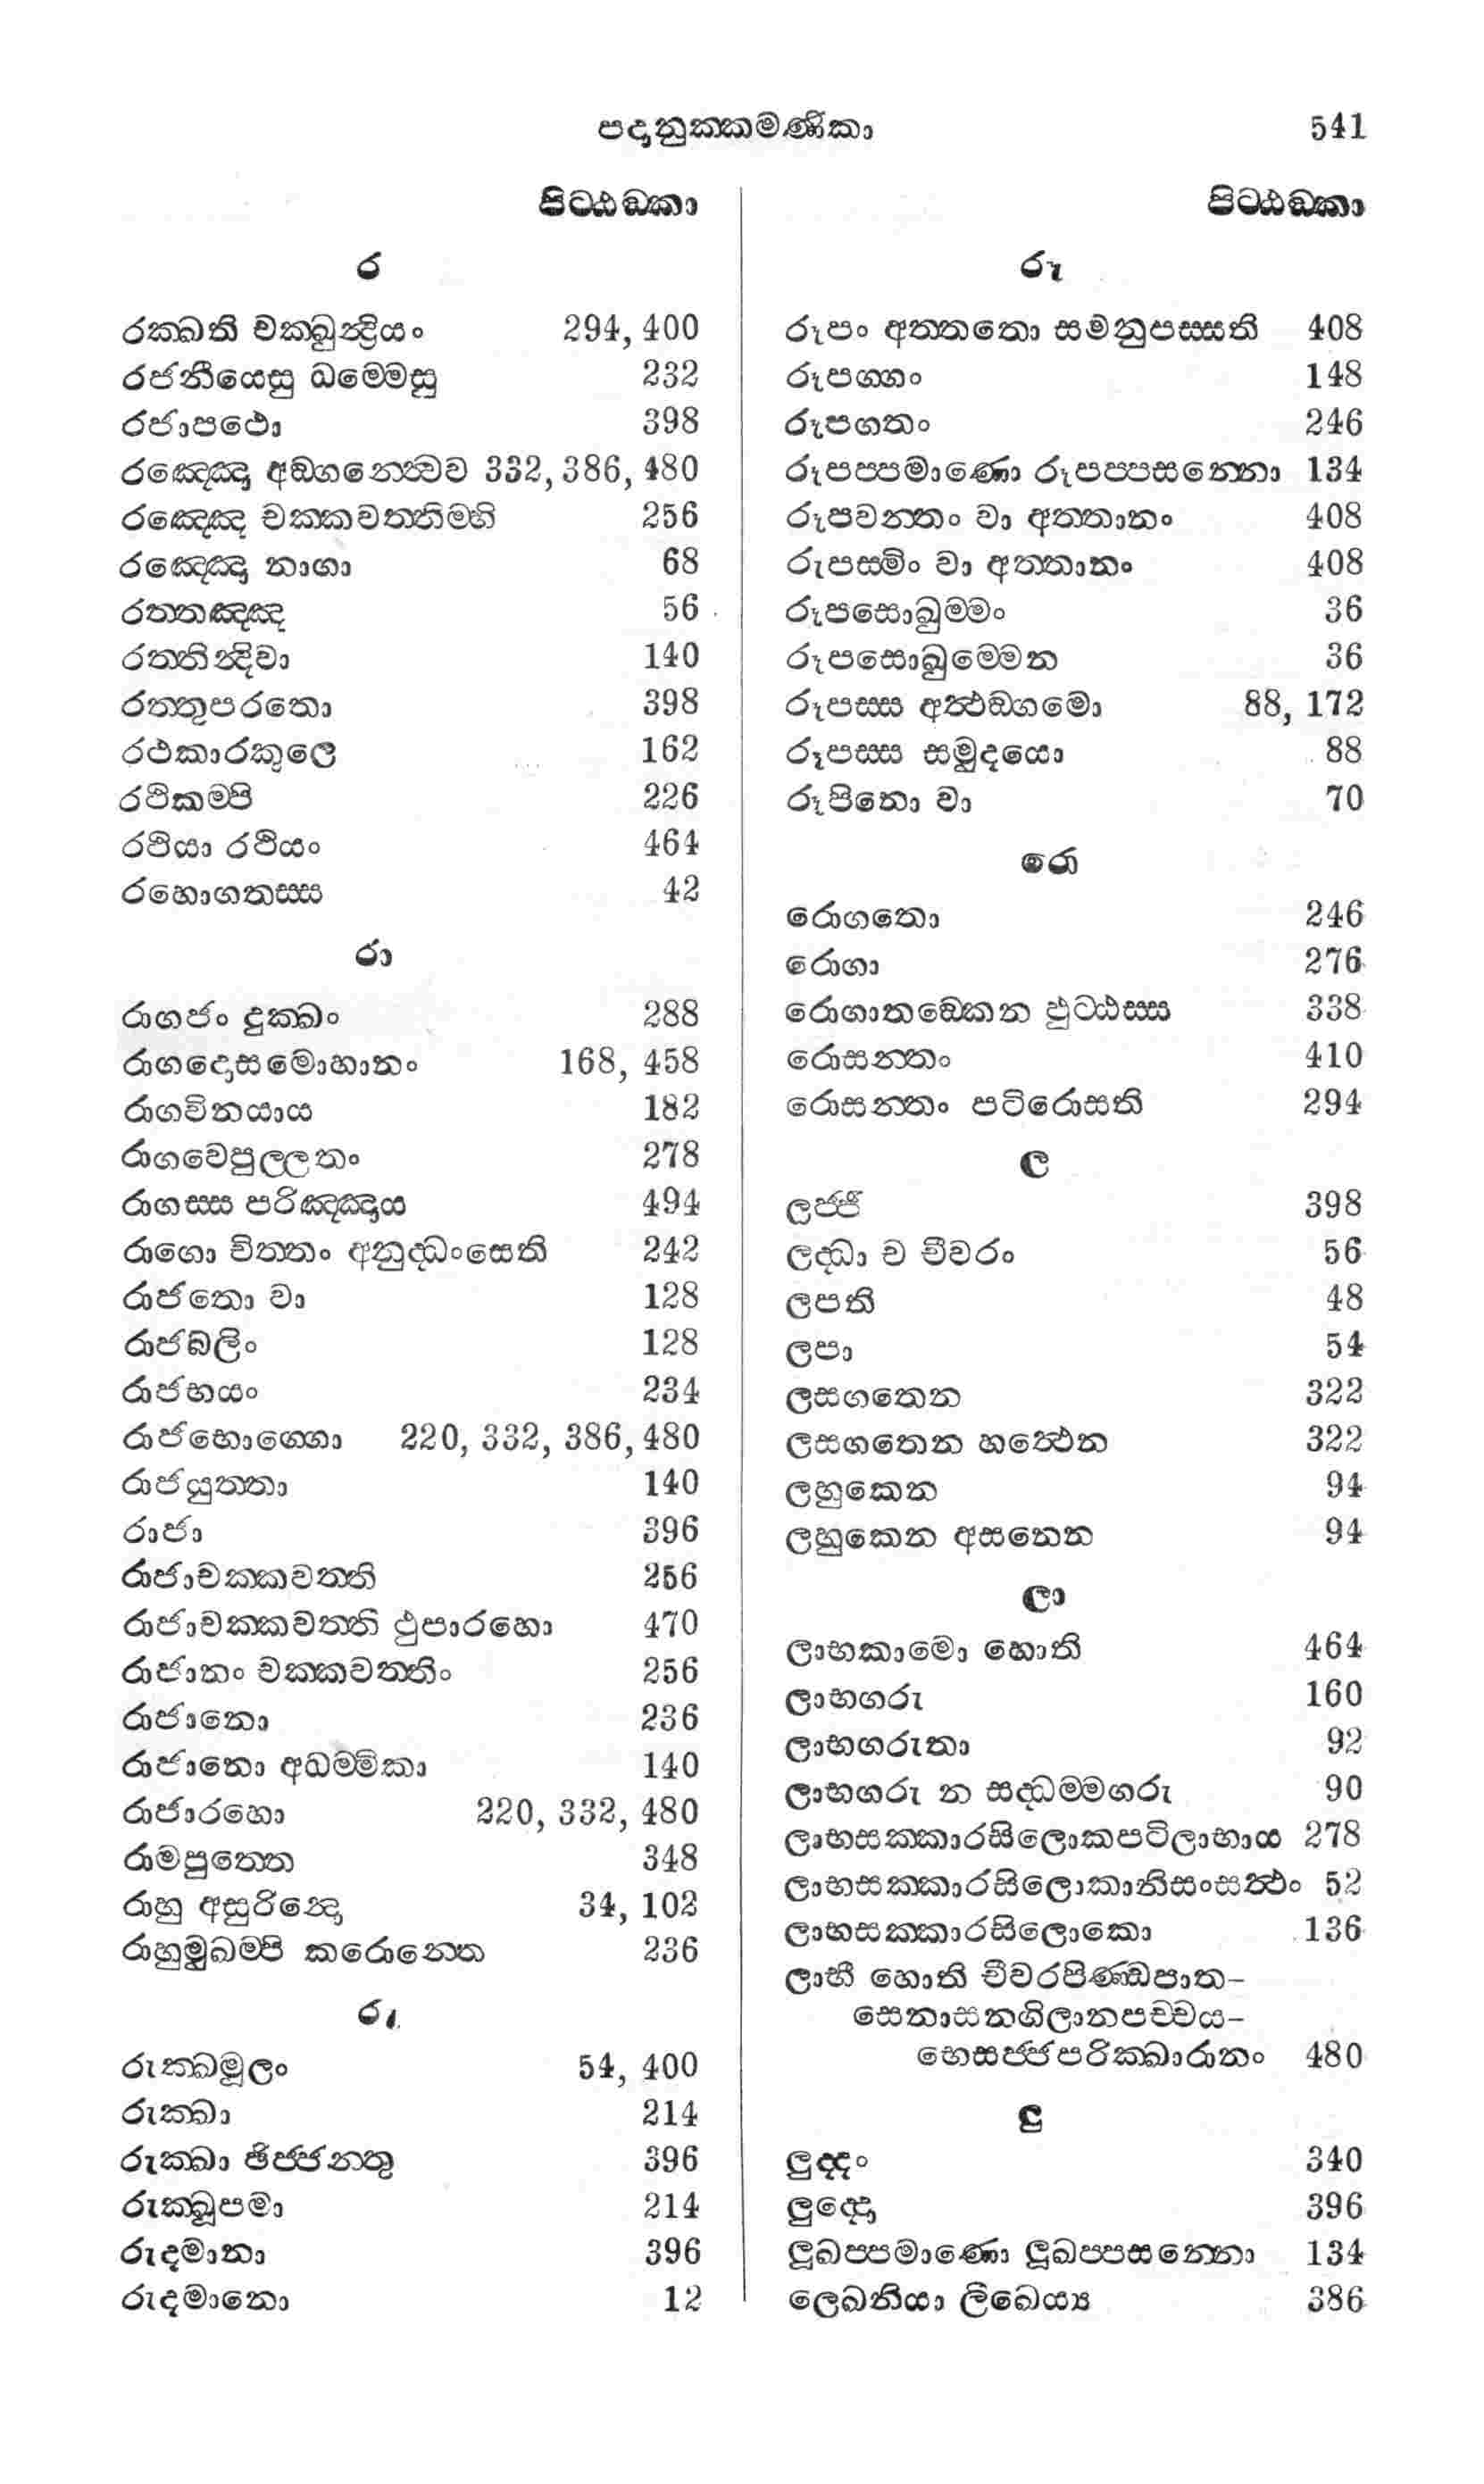 පදානුක්කමණිකා 541
පිට්ඨඞ්කා
ර
රක්ඛති චක්ඛුන්ද්‍රියං 294, 400
රජනීයෙසු ධම්මෙසු 232
රජාපථො 398
රඤ්ඤො අඞ්ගන්ත්වෙව 332, 386, 480
රඤ්ඤෙ චක්කවත්තිම්හි 256
රඤ්ඤො නාගා 68
රත්තඤ්ඤූ 56
රත්තින්දිවා 140
රත්තූපරතො 398
රථකාරකුලෙ 162
රථිකම්පි 226
රථියා රථියං 464
රහොගතස්ස 42
රා
රාගජං දුක්ඛං 288
රාගදොසමොහානං 168, 458
රාගවිනයාය 182
රාගවෙපුල්ලතං 278
රාගස්ස පරිඤ්ඤාය 494
රාගො චිත්තං අනුද්ධංසෙති 242
රාජතො වා 128
රාජබලිං 128
රාජභයං 234
රාජභොග්ගො 220, 332, 386, 480
රාජයුත්තා 140
රාජා 396
රාජාචක්කවත්ති 256
රාජාචක්කවත්ති ථුපාරහො 470
රාජානං චක්කවත්තිං 256
රාජානො 236
රාජානො අධම්මිකා 140
රාජාරහො 220, 332, 480
රාමපුත්තෙ 348
රාහු අසුරින්දො 34, 102
රාහුමුඛම්පි කරොන්තෙ 236
රු
රුක්ඛමූලං 54, 400
රුක්ඛා 214
රුක්ඛා ඡිජ්ජන්තු 396
රුක්ඛූපමා 214
රුදමානා 396
රුදමානො 12
පිට්ඨඞ්කා
රූ
රූපං අත්තතො සමනුපස්සති 408
රූපග්ගං 148
රූපගතං 246
රූපප්පමාණො රූපප්පසන්නො 134
රූපවන්තං වා අත්තානං 408
රුපස්මිං වා අත්තානං 408
රූපසොඛුම්මං 36
රූපසොඛුම්මෙන 36
රූපස්ස අත්ථඞ්ගමො 88, 172
රූපස්ස සමුදයො 88
රූපිනො වා 70
රො
රොගතො 246
රොගා 276
රොගාතඞ්කෙන ඵුට්ඨස්ස 338
රොසන්තං 410
රොසන්තං පටිරොසති 294
ල
ලජ්ජී 398
ලද්ධා ච චීවරං 56
ලපති 48
ලපා 54
ලසගතෙන 322
ලසගතෙන හත්ථෙන 322
ලහුකෙන 94
ලහුකෙන අසනෙන 94
ලා
ලාභකාමො හොති 464
ලාභගරු 160
ලාභගරුතා 92
ලාභගරු න සද්ධම්මගරු 90
ලාභසක්කාරසිලොකපටිලාභාය 278
ලාභසක්කාරසිලොකානිසංසත්ථං 52
ලාභසක්කාරසිලොකො 136
ලාභී හොති චීවරපිණ්ඩපාත-
සෙනාසනගිලානපච්චය-
භෙසජ්ජපරික්ඛාරානං 480
ලු
ලුද්දං 340
ලුද්දො 396
ලූඛප්පමාණො ලූඛප්පසන්නො 134
ලෙඛනියා ලිඛෙය්‍ය 386